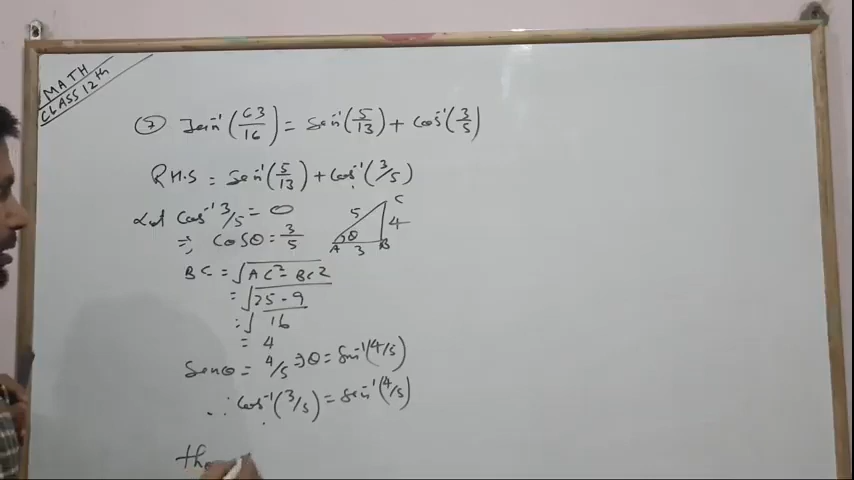 MATH
CLASS 12th
7 tan⁻¹(63/16) = Sin⁻¹(5/13) + Cos⁻¹(3/5)
R.H.S = Sin⁻¹(5/13) + Cos⁻¹(3/5)
Let Cos⁻¹ 3/5 = θ
⇒ Cosθ = 3/5
5 C
4
θ
A 3 B
BC = √AC² - BC²
= √25 - 9
= √16
= 4
Sinθ = 4/5 ⇒ θ = Sin⁻¹(4/5)
∴ Cos⁻¹(3/5) = Sin⁻¹(4/5)
the